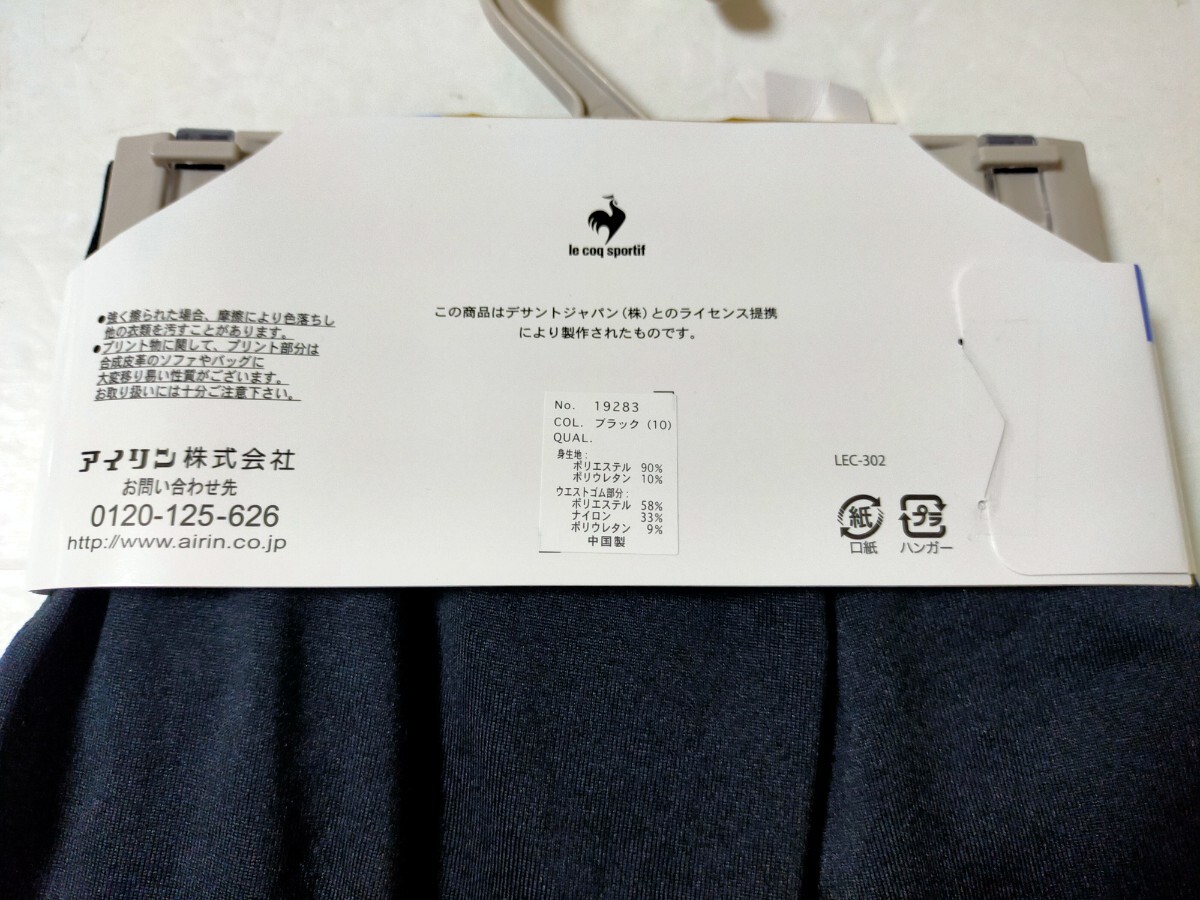 le coq sportif
●強く擦られた場合、摩擦により色落ちし
他の衣類を汚すことがあります。
●プリント物に関して、プリント部分は
合成皮革のソファやバッグに
大変移り易い性質がございます。
お取り扱いには十分ご注意下さい。
アイリン株式会社
お問い合わせ先
0120-125-626
http://www.airin.co.jp
この商品はデサントジャパン（株）とのライセンス提携
により製作されたものです。
No. 19283
COL. ブラック（10）
QUAL.
身生地：
ポリエステル 90%
ポリウレタン 10%
ウエストゴム部分：
ポリエステル 58%
ナイロン 33%
ポリウレタン 9%
中国製
LEC-302
紙 プラ
口紙 ハンガー